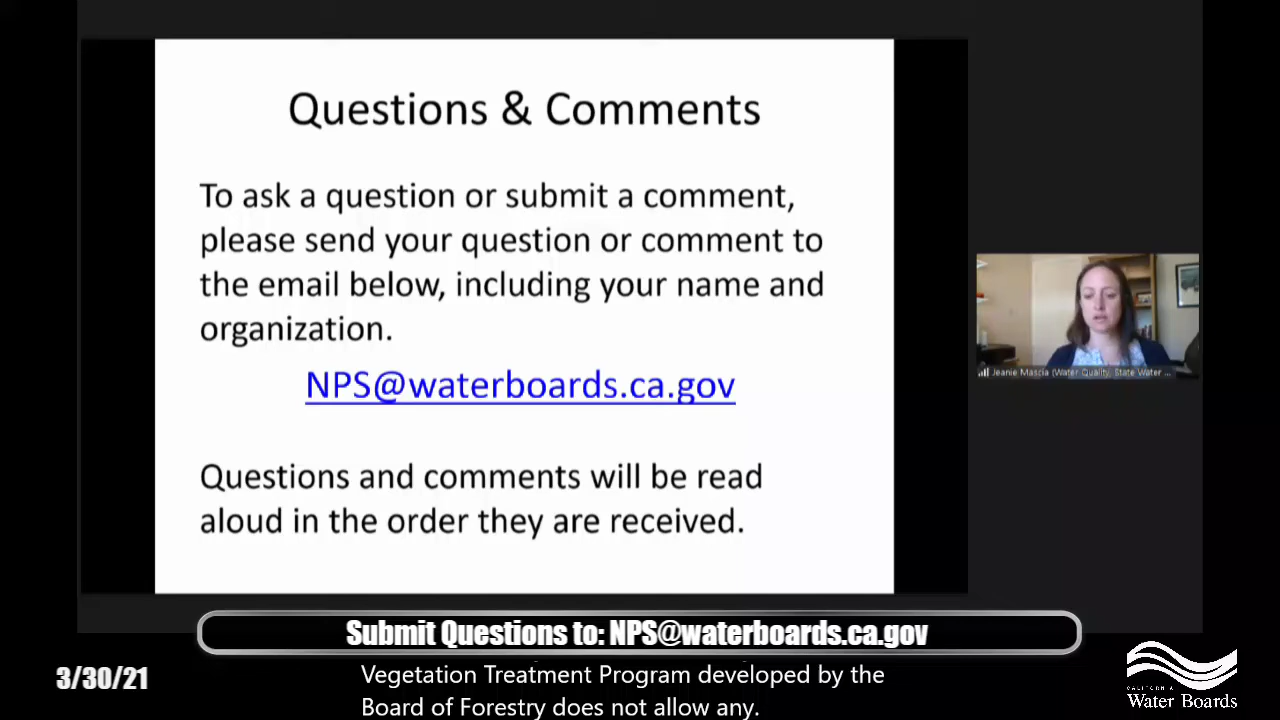 Questions & Comments
To ask a question or submit a comment,
please send your question or comment to
the email below, including your name and
organization.
NPS@waterboards.ca.gov
Questions and comments will be read
aloud in the order they are received.
Jeanie Mascia (Water Quality, State Water ...
Submit Questions to: NPS@waterboards.ca.gov
3/30/21
Vegetation Treatment Program developed by the
Board of Forestry does not allow any.
CALIFORNIA
Water Boards